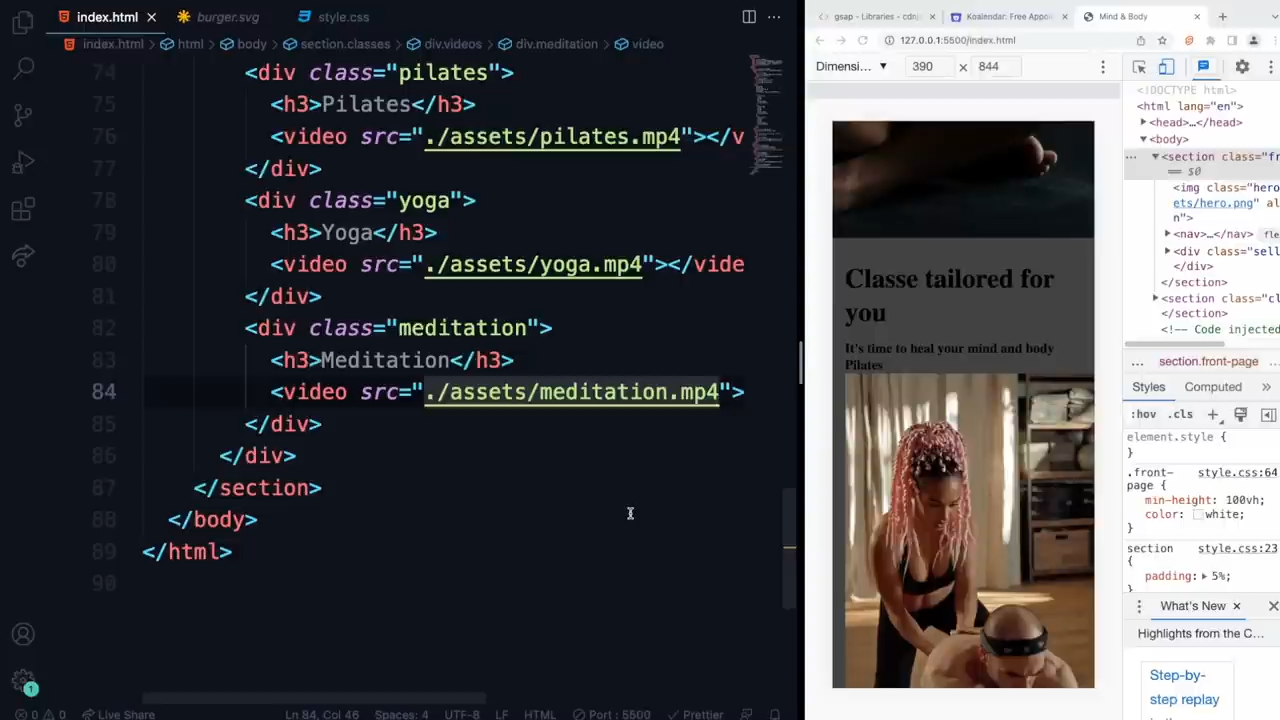 index.html
burger.svg
style.css
index.html
html
body
section.classes
div.videos
div.meditation
video
74 <div class="pilates">
75 <h3>Pilates</h3>
76 <video src="./assets/pilates.mp4"></v
77 </div>
78 <div class="yoga">
79 <h3>Yoga</h3>
80 <video src="./assets/yoga.mp4"></vide
81 </div>
82 <div class="meditation">
83 <h3>Meditation</h3>
84 <video src="./assets/meditation.mp4">
85 </div>
86 </div>
87 </section>
88 </body>
89 </html>
90
1
0 0
Live Share
Ln 84, Col 46
Spaces: 4
UTF-8
LF
HTML
Port : 5500
Prettier
gsap - Libraries - cdnj
Koalendar: Free Appoi
Mind & Body
127.0.0.1:5500/index.html
Dimensi...
390
×
844
Classe tailored for
you
It's time to heal your mind and body
Pilates
<!DOCTYPE html>
<html lang="en">
<head>…</head>
<body>
<section class="fr
== $0
<img class="hero
ets/hero.png" al
n">
<nav>…</nav>
fle
<div class="sell
</div>
</section>
<section class="cl
</section>
<!-- Code injected
section.front-page
Styles
Computed
:hov
.cls
element.style {
}
.front-
page {
style.css:64
min-height: 100vh;
color: white;
}
section
{
style.css:23
padding: 5%;
}
What's New
Highlights from the C...
Step-by-
step replay